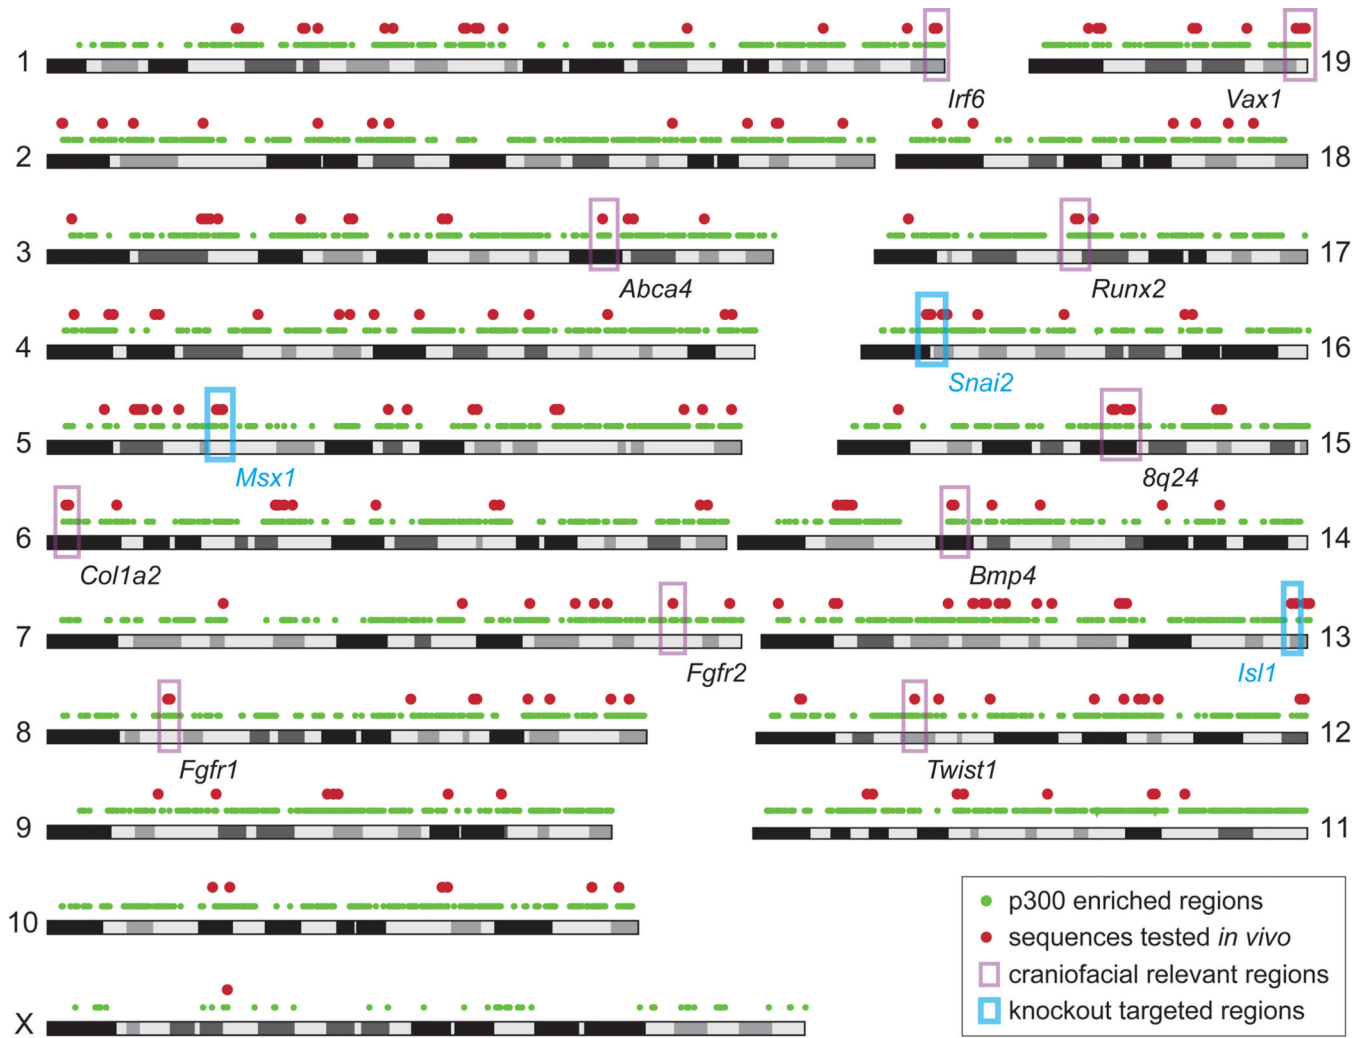 1
19
Irf6
Vax1
2
18
3
17
Abca4
Runx2
4
16
Snai2
5
15
Msx1
8q24
6
14
Col1a2
Bmp4
7
13
Fgfr2
Isl1
8
12
Fgfr1
Twist1
9
11
10
X
p300 enriched regions
sequences tested in vivo
craniofacial relevant regions
knockout targeted regions